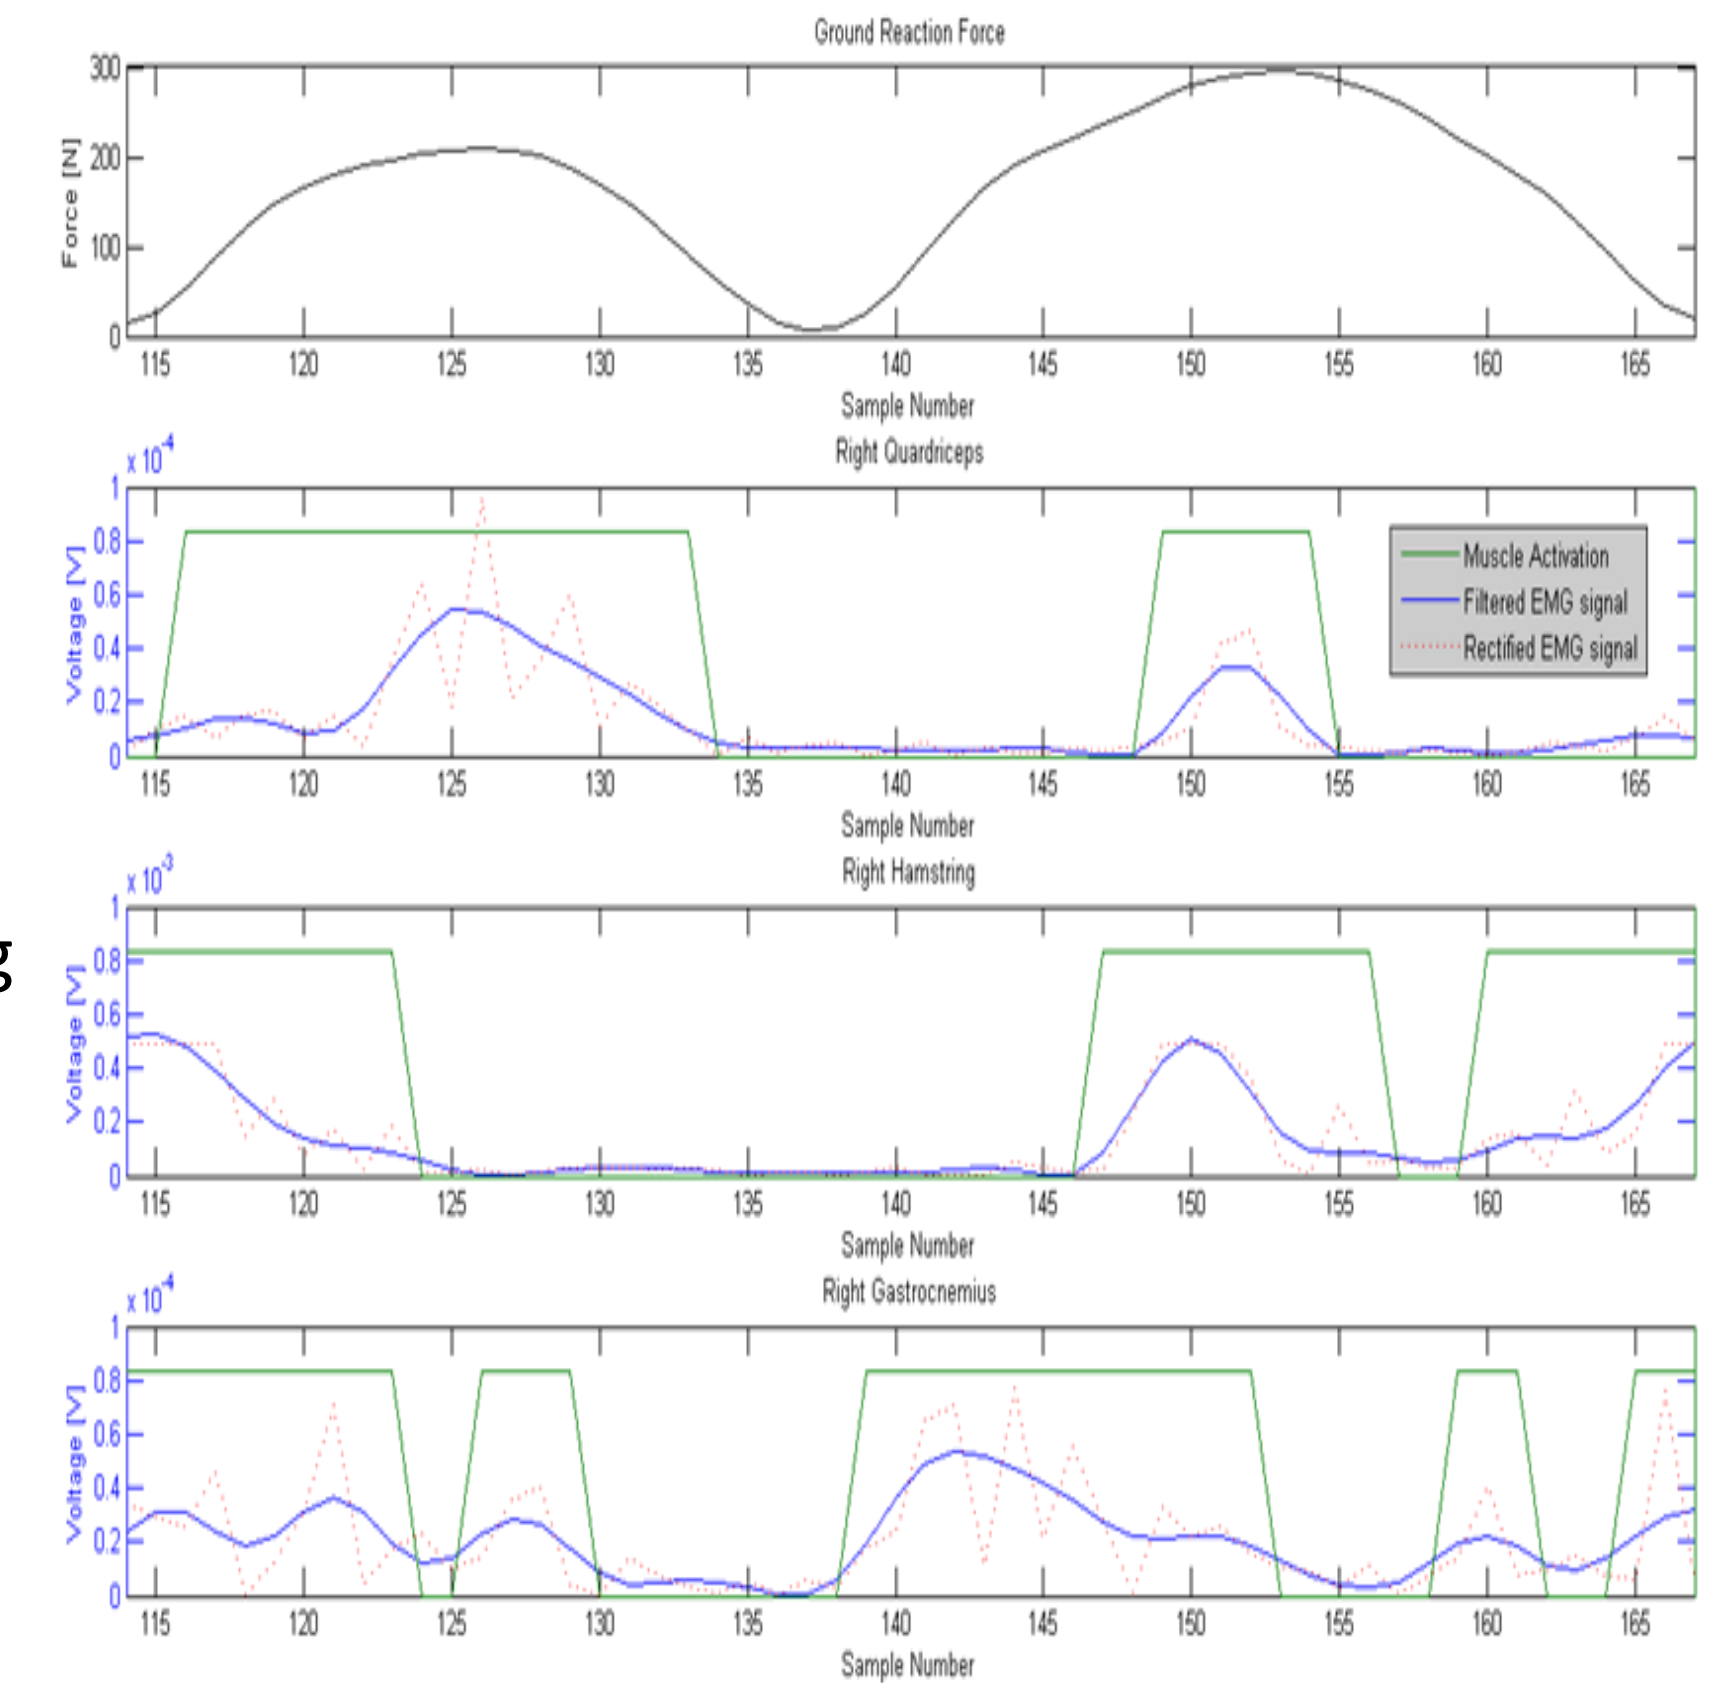 Ground Reaction Force
300
200
100
0
Force [N]
115 120 125 130 135 140 145 150 155 160 165
Sample Number
Right Quardriceps
x 10^-4
1
0.8
0.6
0.4
0.2
0
Voltage [V]
Muscle Activation
Filtered EMG signal
Rectified EMG signal
115 120 125 130 135 140 145 150 155 160 165
Sample Number
Right Hamstring
x 10^-3
1
0.8
0.6
0.4
0.2
0
Voltage [V]
g
115 120 125 130 135 140 145 150 155 160 165
Sample Number
Right Gastrocnemius
x 10^-4
1
0.8
0.6
0.4
0.2
0
Voltage [V]
115 120 125 130 135 140 145 150 155 160 165
Sample Number